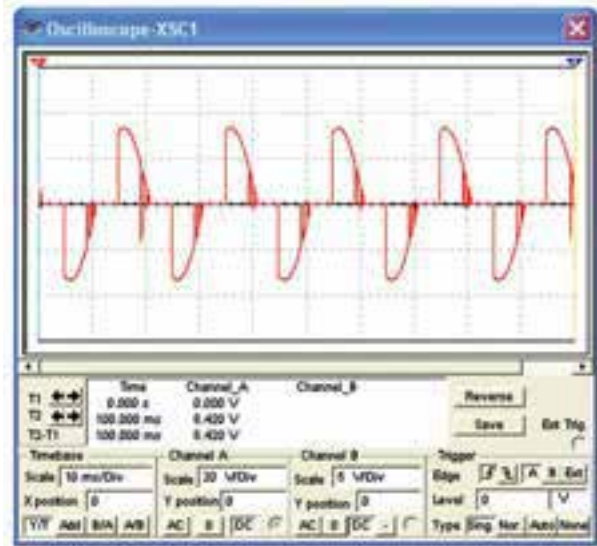 Oscilloscope-XSC1
Time Channel_A Channel_B
T1 0.000 s 0.000 V
T2 100.000 ms 6.420 V
T2-T1 100.000 ms 6.420 V
Reverse
Save
Ext Trig
Timebase
Scale 10 ms/Div
X position 0
Y/T Add B/A A/B
Channel A
Scale 20 V/Div
Y position 0
AC 0 DC
Channel B
Scale 5 V/Div
Y position 0
AC 0 DC -
Trigger
Edge A B Ext
Level 0 V
Type Sing. Nor. Auto None